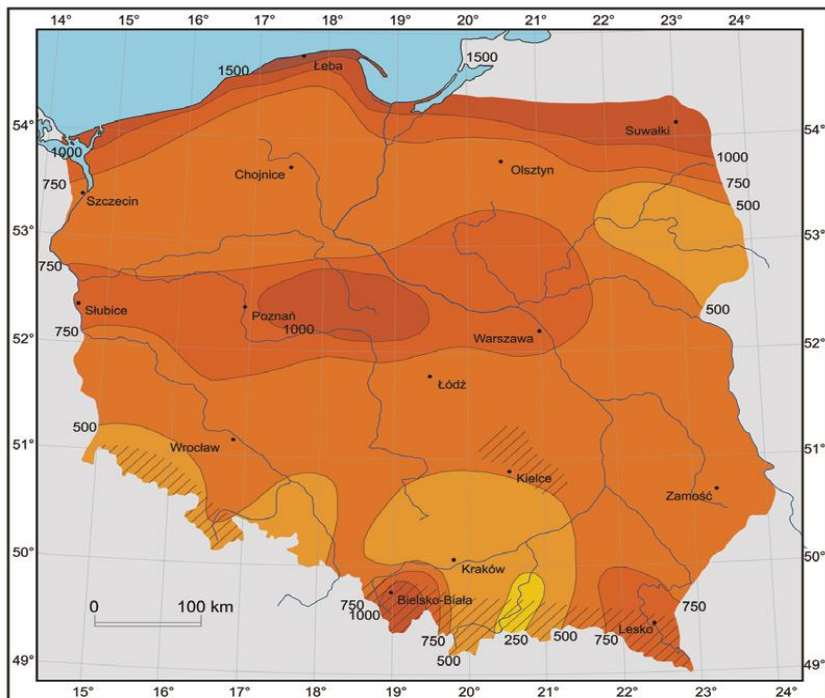 14° 15° 16° 17° 18° 19° 20° 21° 22° 23° 24°
1500
1500
Łeba
54°
54°
Suwałki
1000
1000
Chojnice
Olsztyn
750
750
Szczecin
500
53°
53°
750
Słubice
Poznań
500
1000
750
Warszawa
52°
52°
Łódź
500
Wrocław
51°
51°
Kielce
Zamość
50°
50°
Kraków
0 100 km
750
Bielsko-Biała
1000
750
Lesko
750
250
500
750
500
49°
49°
15° 16° 17° 18° 19° 20° 21° 22° 23°